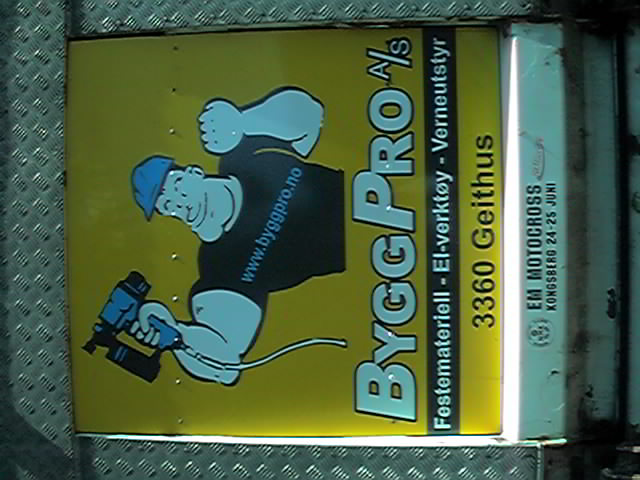 www.byggpro.no
BYGGPRO A/S
Festemateriell - El-verktøy - Verneutstyr
3360 Geithus
EM MOTOCROSS
KONGSBERG 24-25 JUNI